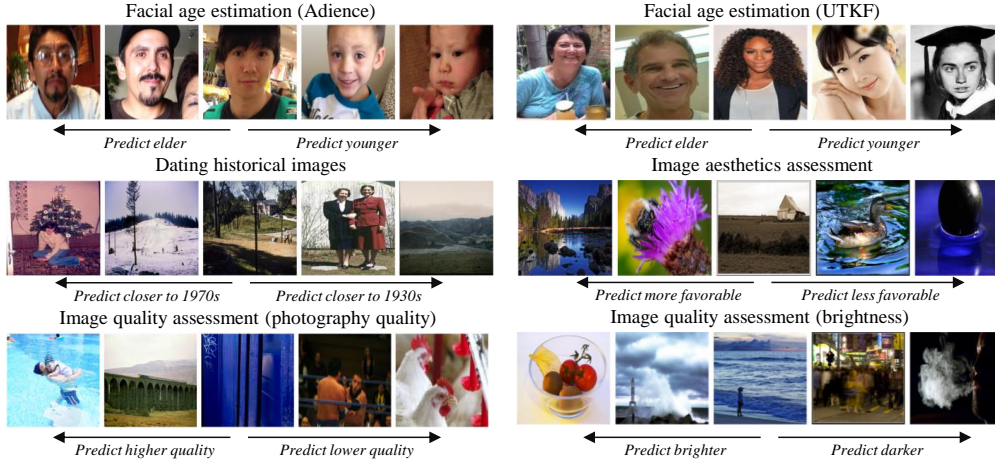 Facial age estimation (Adience)
Predict elder
Predict younger
Facial age estimation (UTKF)
Predict elder
Predict younger
Dating historical images
Predict closer to 1970s
Predict closer to 1930s
Image aesthetics assessment
Predict more favorable
Predict less favorable
Image quality assessment (photography quality)
Predict higher quality
Predict lower quality
Image quality assessment (brightness)
Predict brighter
Predict darker